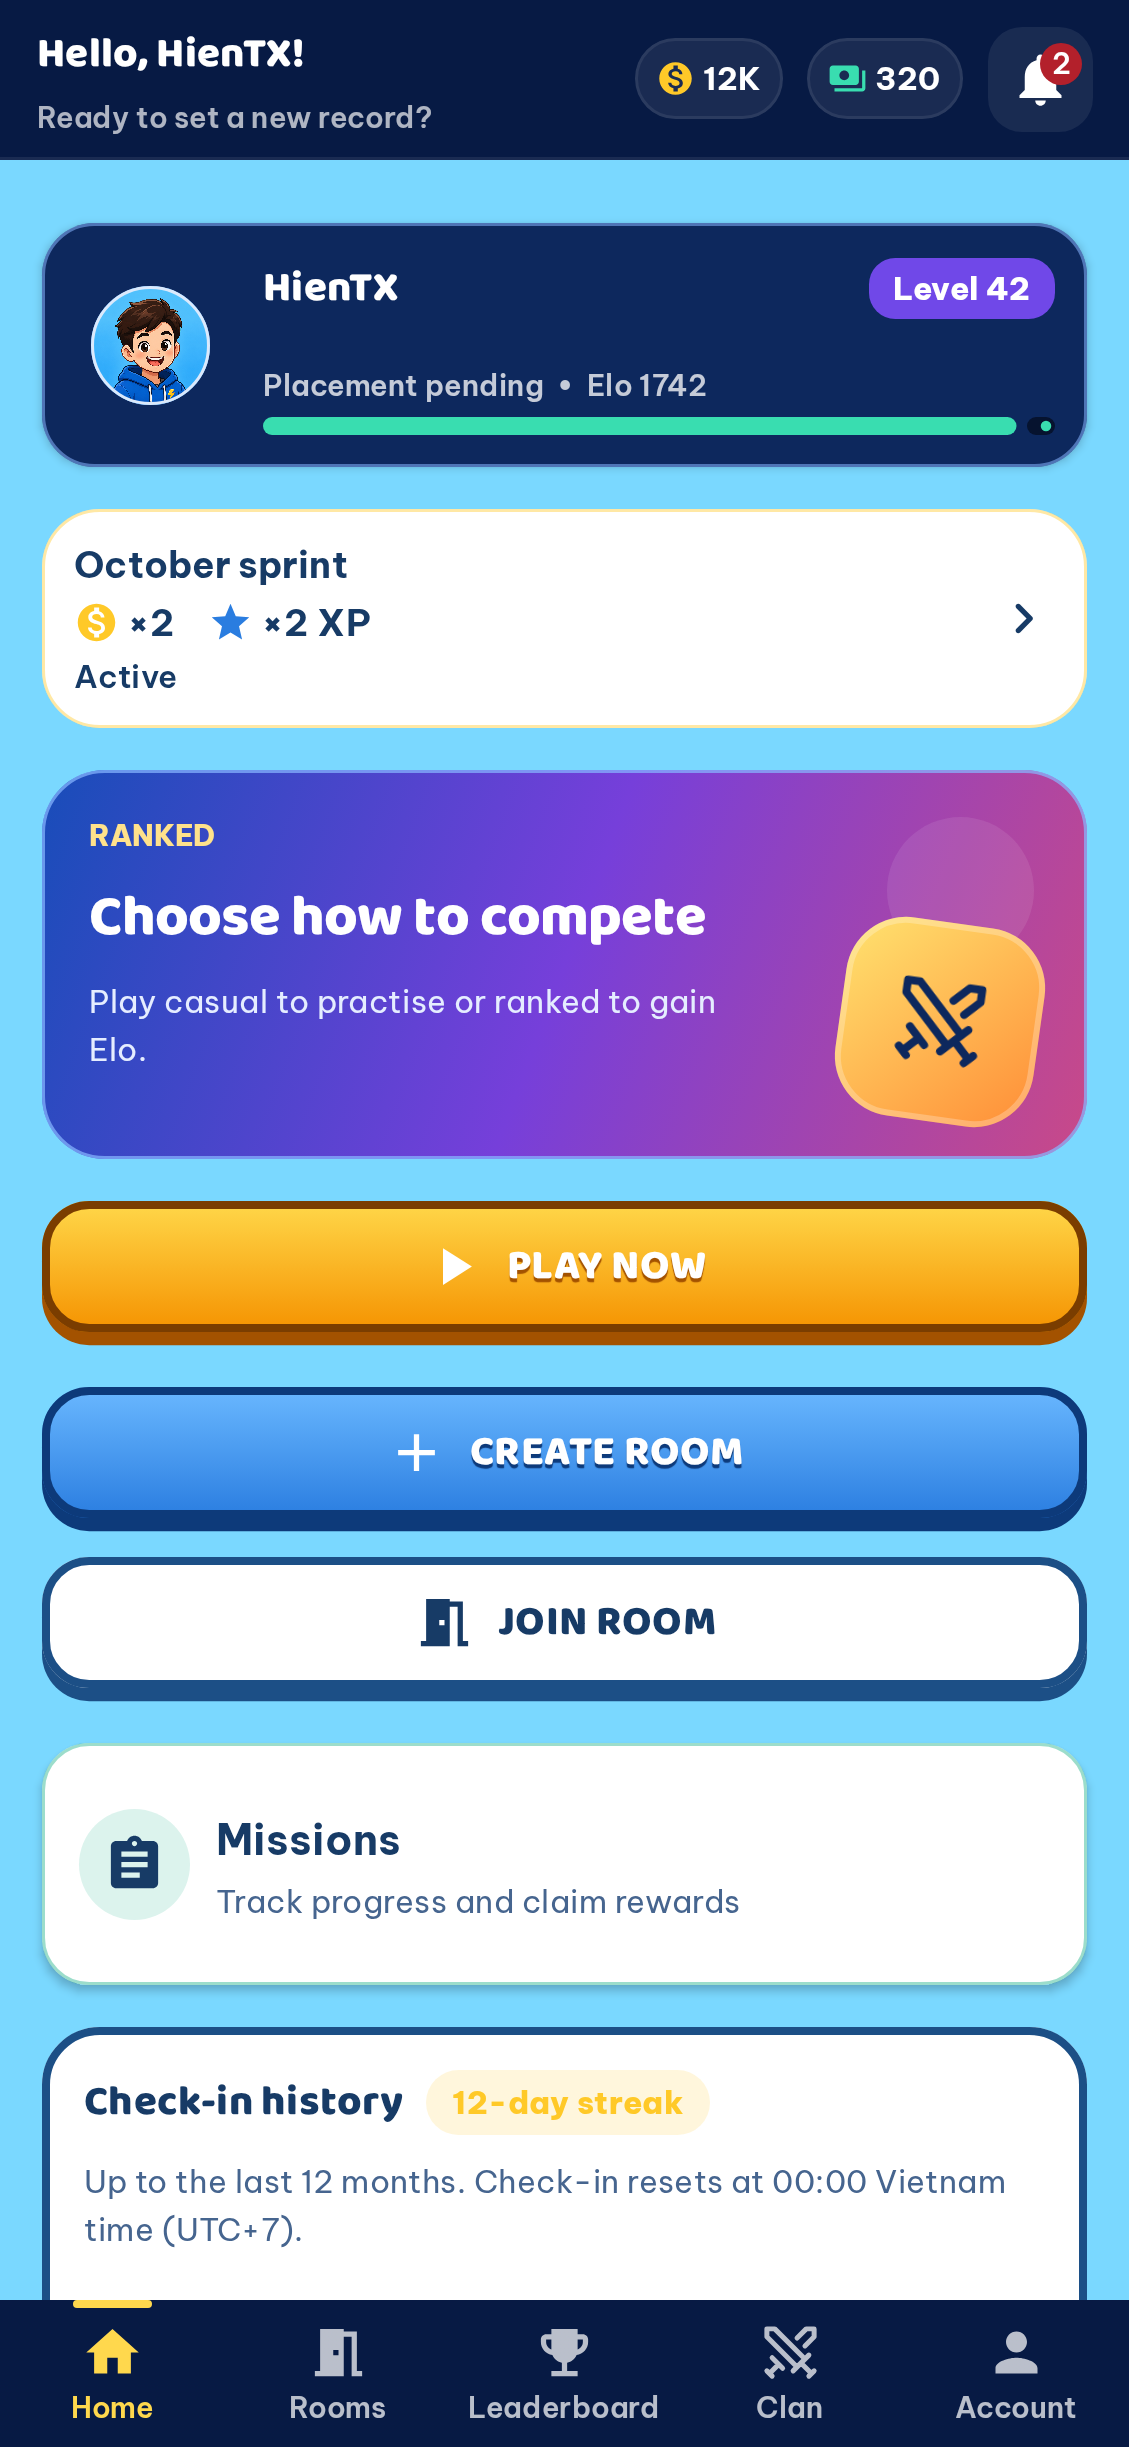 Hello, HienTX!
Ready to set a new record?
12K
320
2
HienTX
Level 42
Placement pending • Elo 1742
October sprint
×2 ×2 XP
Active
RANKED
Choose how to compete
Play casual to practise or ranked to gain
Elo.
PLAY NOW
CREATE ROOM
JOIN ROOM
Missions
Track progress and claim rewards
Check-in history
12-day streak
Up to the last 12 months. Check-in resets at 00:00 Vietnam
time (UTC+7).
Home
Rooms
Leaderboard
Clan
Account